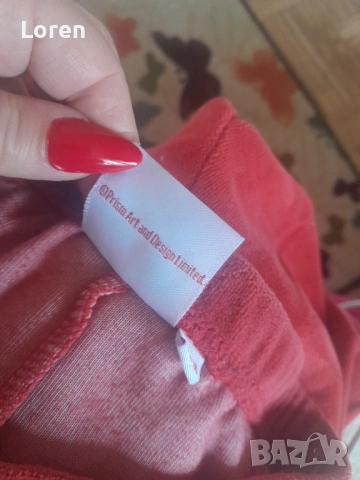 Loren
©Prism Art and Design Limited.
BAZAR